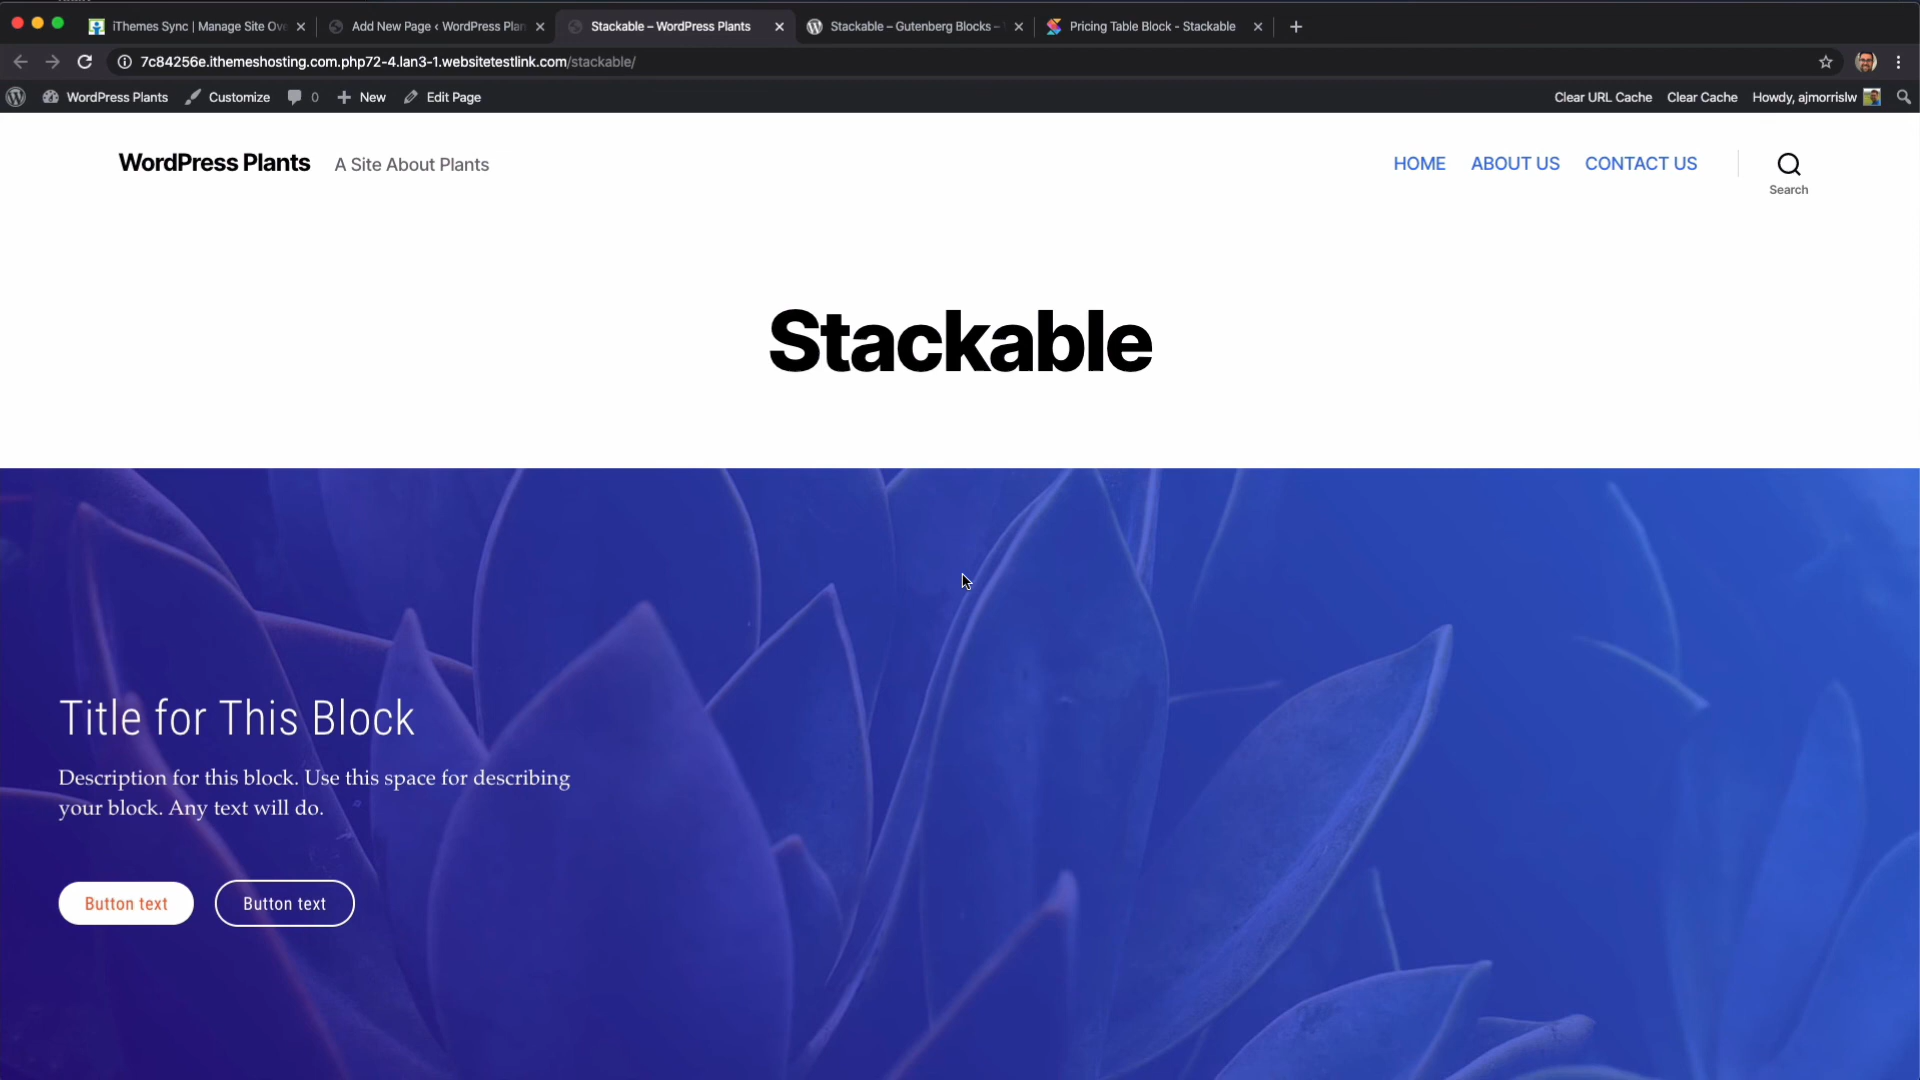 iThemes Sync | Manage Site Ove
Add New Page ‹ WordPress Plan
Stackable – WordPress Plants
Stackable – Gutenberg Blocks –
Pricing Table Block - Stackable
7c84256e.ithemeshosting.com.php72-4.lan3-1.websitetestlink.com/stackable/
WordPress Plants
Customize
0
New
Edit Page
Clear URL Cache
Clear Cache
Howdy, ajmorrislw
WordPress Plants
A Site About Plants
HOME
ABOUT US
CONTACT US
Search
Stackable
Title for This Block
Description for this block. Use this space for describing
your block. Any text will do.
Button text
Button text